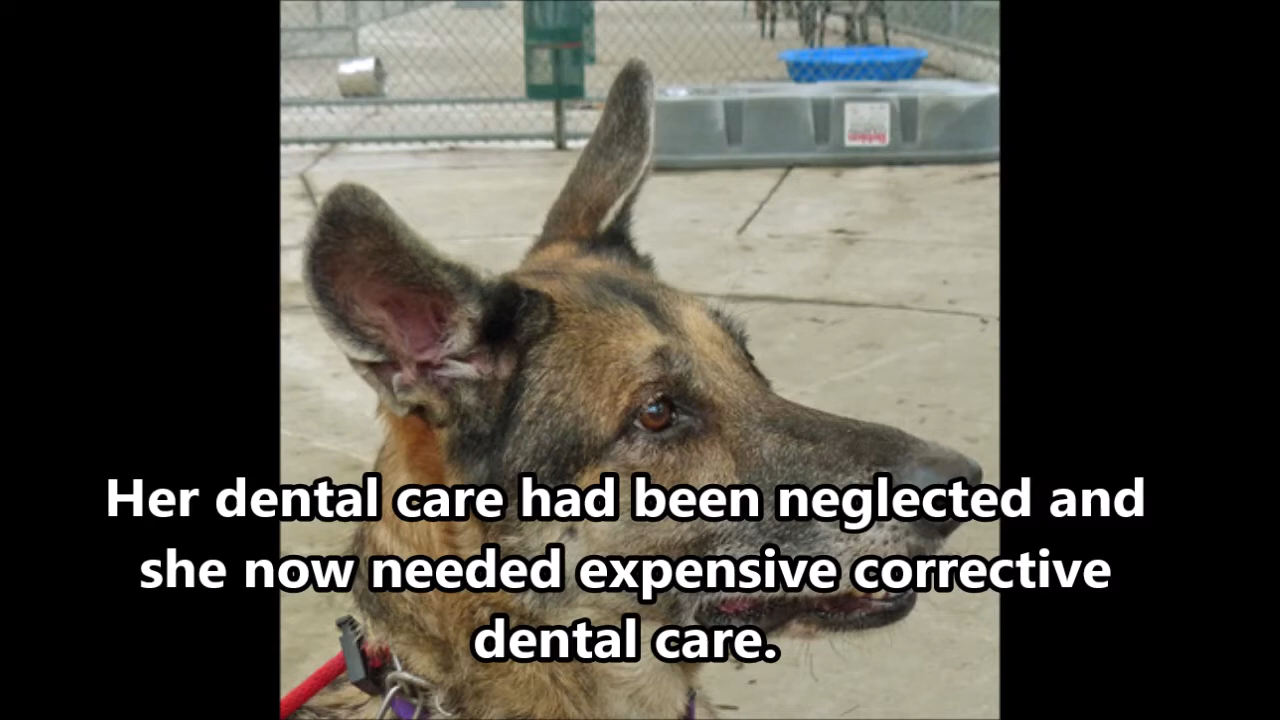 Her dental care had been neglected and
she now needed expensive corrective
dental care.